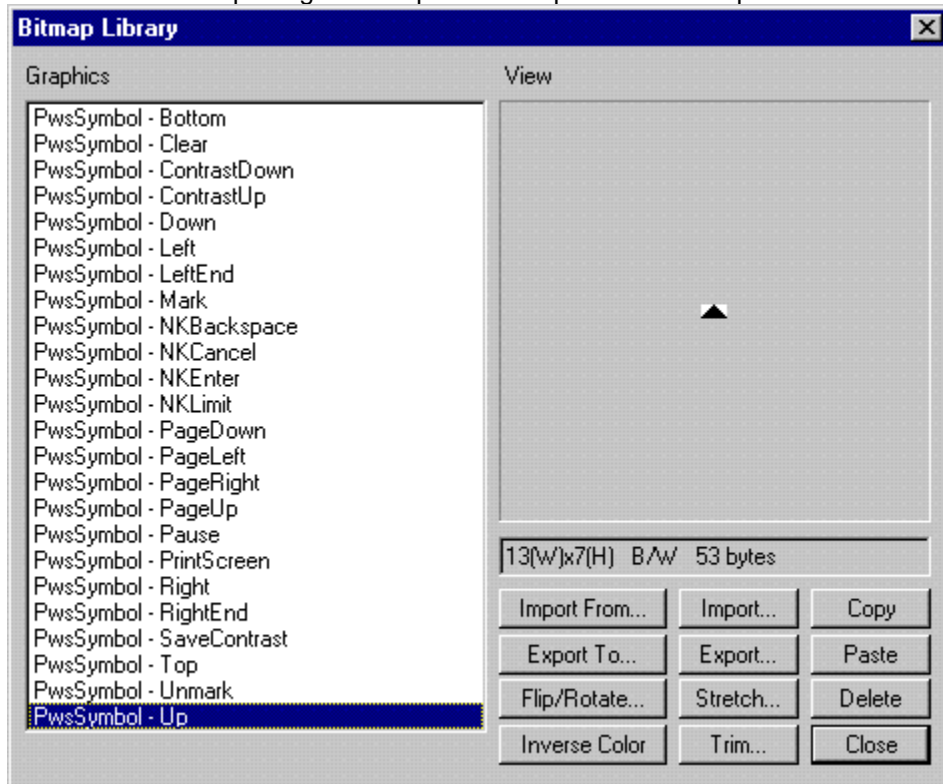 Bitmap Library
Graphics
View
PwsSymbol - Bottom
PwsSymbol - Clear
PwsSymbol - ContrastDown
PwsSymbol - ContrastUp
PwsSymbol - Down
PwsSymbol - Left
PwsSymbol - LeftEnd
PwsSymbol - Mark
PwsSymbol - NKBackspace
PwsSymbol - NKCancel
PwsSymbol - NKEnter
PwsSymbol - NKLimit
PwsSymbol - PageDown
PwsSymbol - PageLeft
PwsSymbol - PageRight
PwsSymbol - PageUp
PwsSymbol - Pause
PwsSymbol - PrintScreen
PwsSymbol - Right
PwsSymbol - RightEnd
PwsSymbol - SaveContrast
PwsSymbol - Top
PwsSymbol - Unmark
PwsSymbol - Up
13(W)x7(H) B/W 53 bytes
Import From... Import... Copy
Export To... Export... Paste
Flip/Rotate... Stretch... Delete
Inverse Color Trim... Close